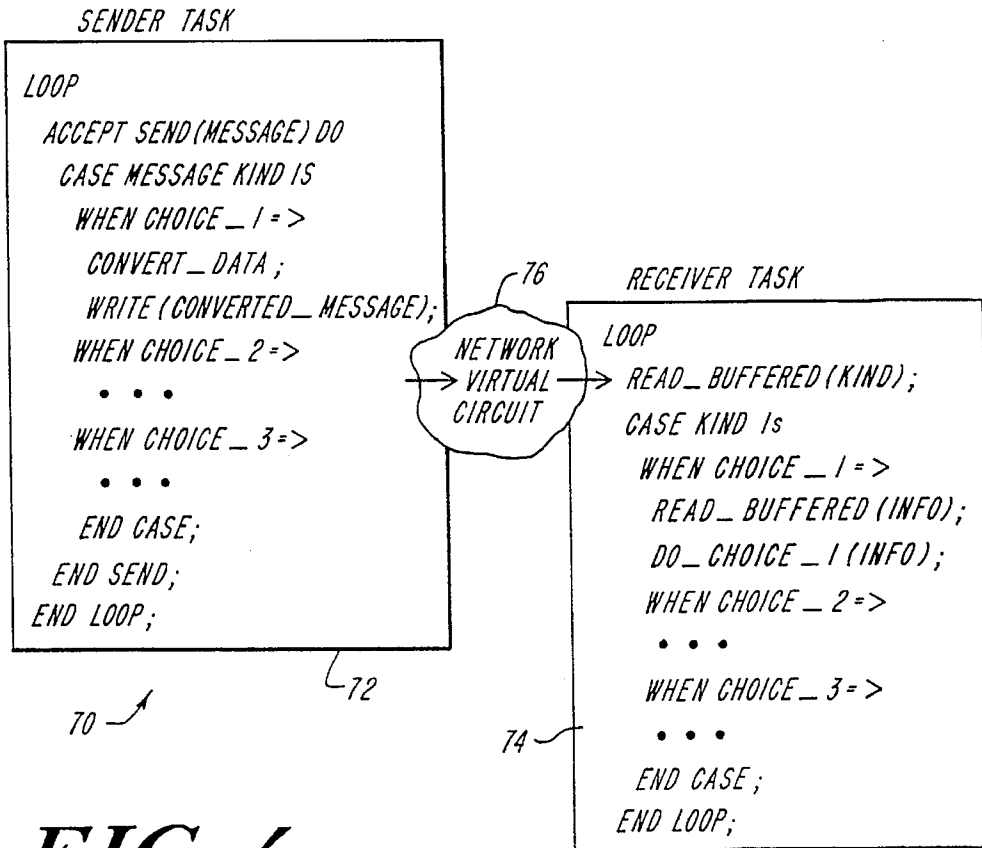 SENDER TASK
LOOP
ACCEPT SEND(MESSAGE) DO
CASE MESSAGE KIND IS
WHEN CHOICE_1=>
CONVERT_DATA;
WRITE(CONVERTED_MESSAGE);
WHEN CHOICE_2=>
• • •
WHEN CHOICE_3=>
• • •
END CASE;
END SEND;
END LOOP;
72
70
76
NETWORK
VIRTUAL
CIRCUIT
RECEIVER TASK
LOOP
READ_BUFFERED(KIND);
CASE KIND Is
WHEN CHOICE_1=>
READ_BUFFERED(INFO);
DO_CHOICE_1(INFO);
WHEN CHOICE_2=>
• • •
WHEN CHOICE_3=>
• • •
END CASE;
END LOOP;
74